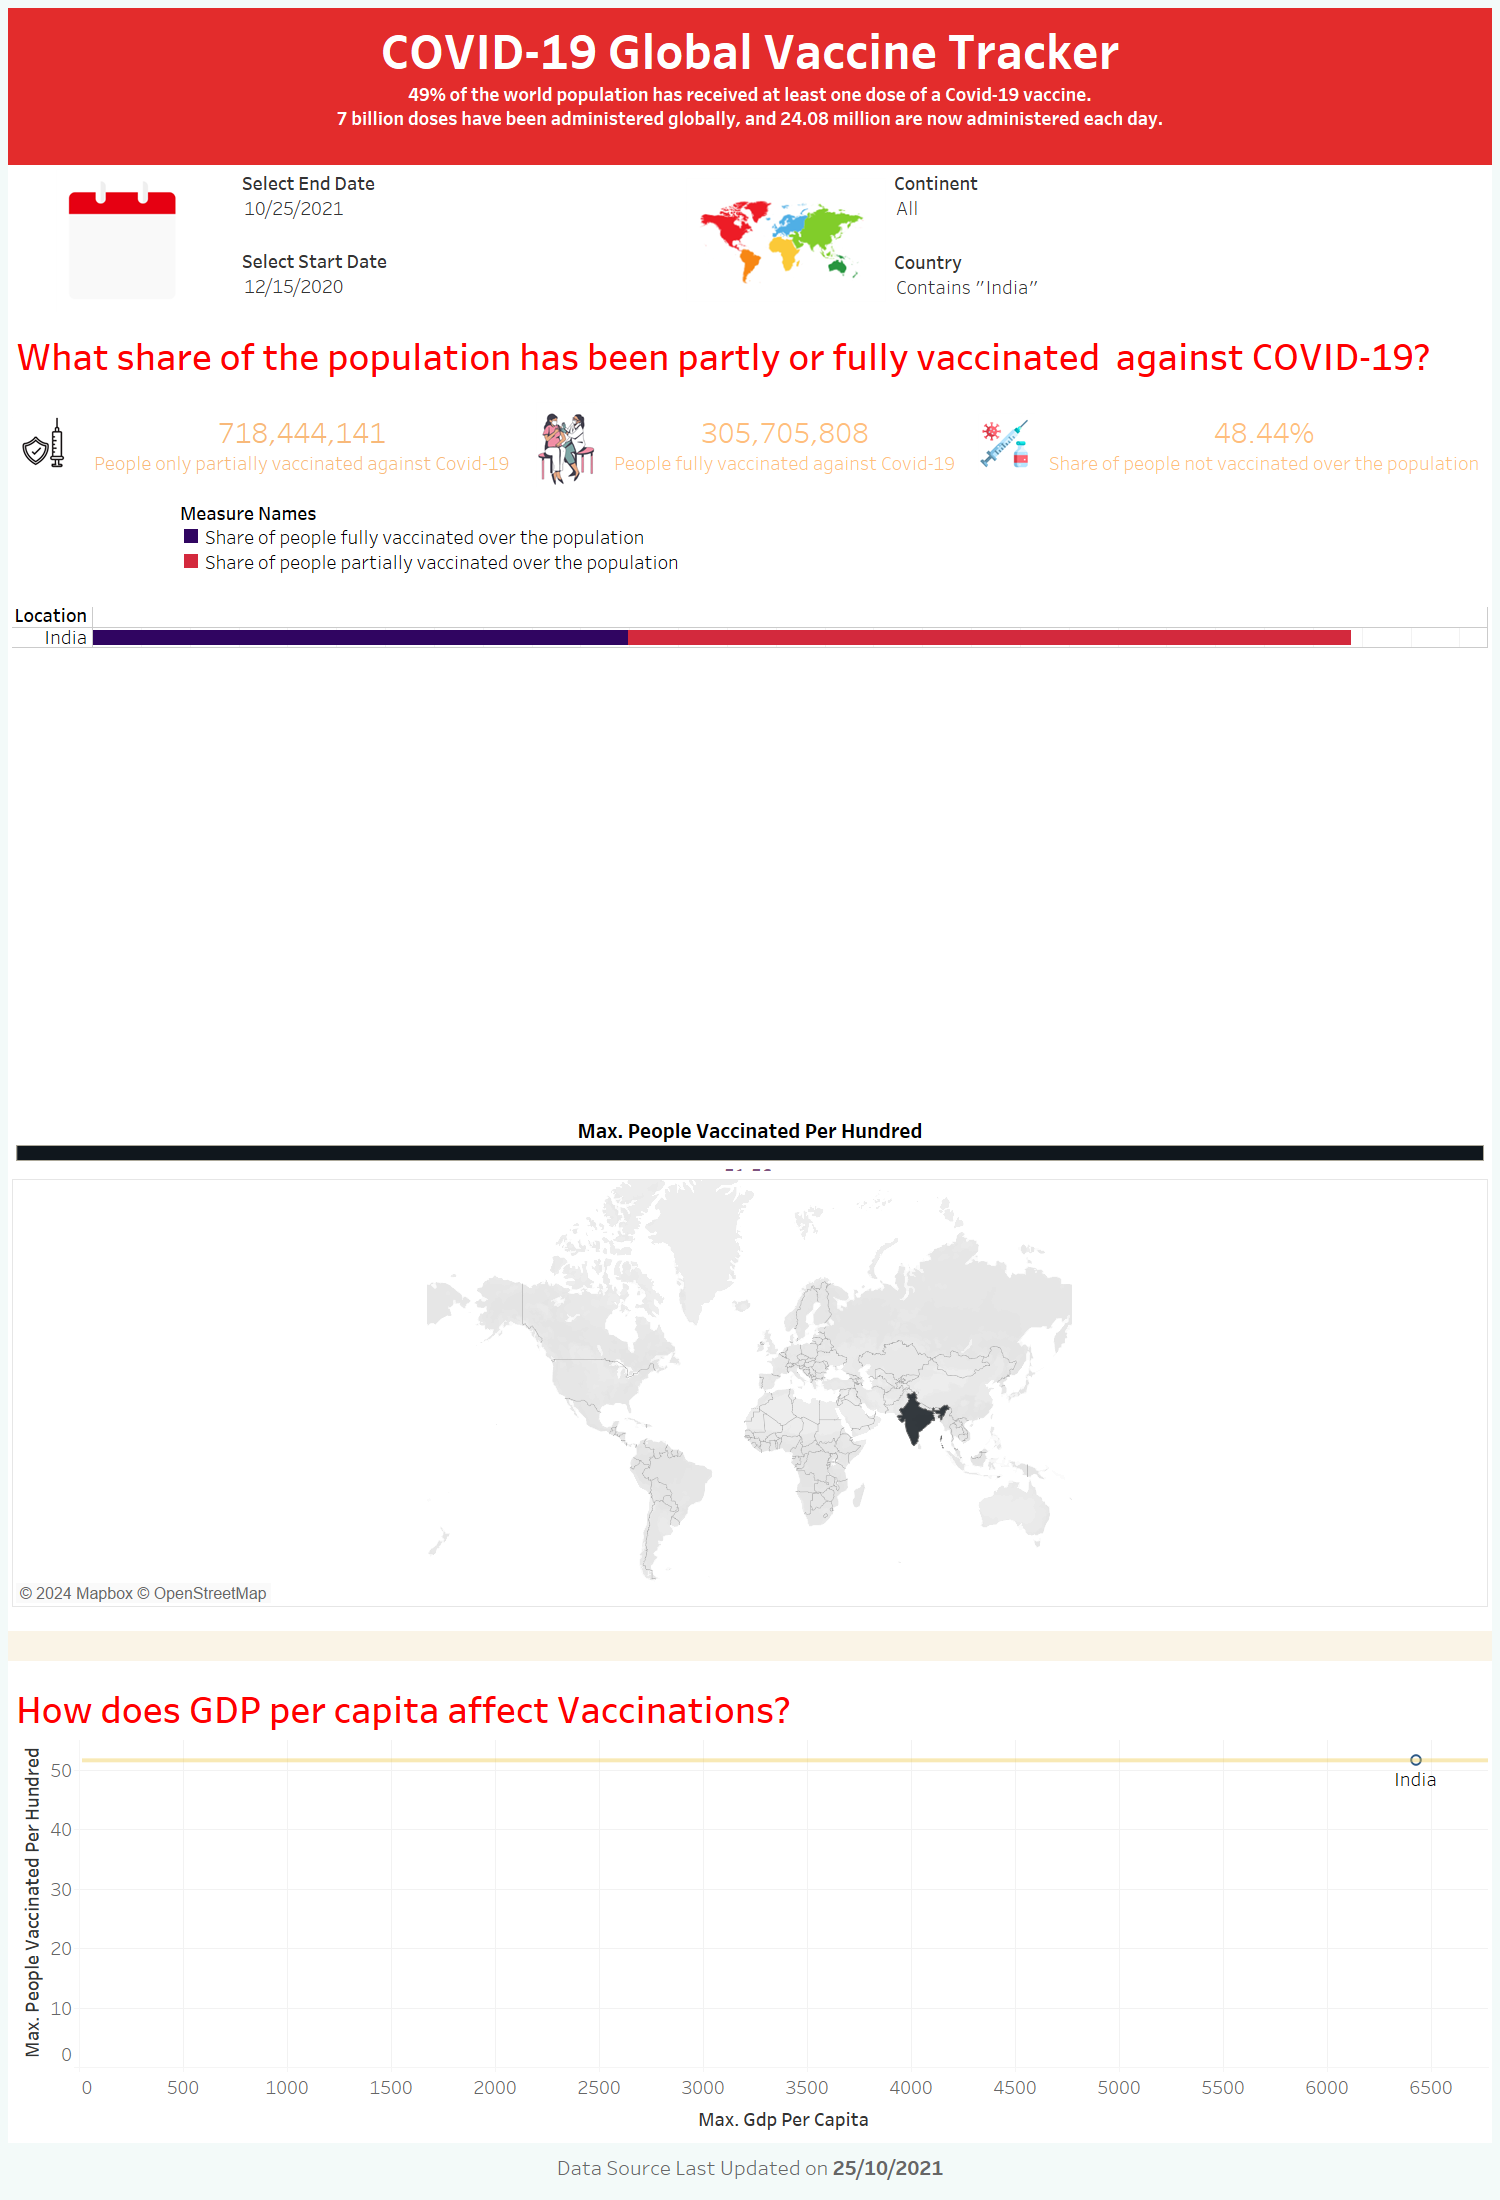 COVID-19 Global Vaccine Tracker
49% of the world population has received at least one dose of a Covid-19 vaccine.
7 billion doses have been administered globally, and 24.08 million are now administered each day.
Select End Date
10/25/2021
Select Start Date
12/15/2020
Continent
All
Country
Contains "India"
What share of the population has been partly or fully vaccinated  against COVID-19?
718,444,141
People only partially vaccinated against Covid-19
305,705,808
People fully vaccinated against Covid-19
48.44%
Share of people not vaccinated over the population
Measure Names
Share of people fully vaccinated over the population
Share of people partially vaccinated over the population
Location
India
Max. People Vaccinated Per Hundred
© 2024 Mapbox © OpenStreetMap
How does GDP per capita affect Vaccinations?
Max. People Vaccinated Per Hundred
50
40
30
20
10
0
India
0 500 1000 1500 2000 2500 3000 3500 4000 4500 5000 5500 6000 6500
Max. Gdp Per Capita
Data Source Last Updated on 25/10/2021